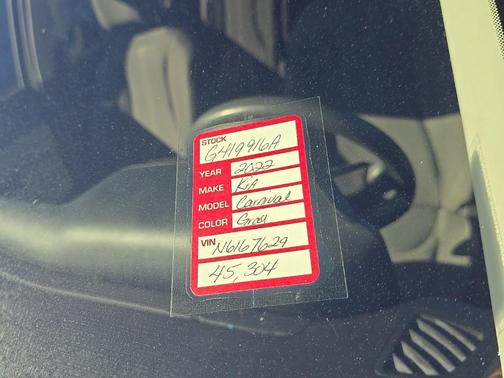 STOCK
G419916A
YEAR 2022
MAKE KIA
MODEL Carnival
COLOR Gray
VIN N6167629
45,304